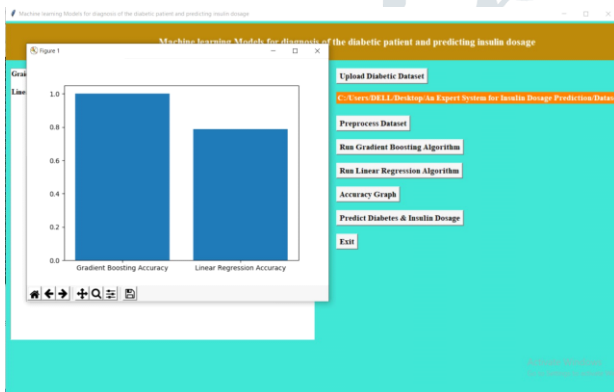 Machine learning Models for diagnosis of the diabetic patient and predicting insulin dosage
Machine learning Models for diagnosis of the diabetic patient and predicting insulin dosage
Figure 1
1.0
0.8
0.6
0.4
0.2
0.0
Gradient Boosting Accuracy
Linear Regression Accuracy
Upload Diabetic Dataset
C:/Users/DELL/Desktop/An Expert System for Insulin Dosage Prediction/Datas
Preprocess Dataset
Run Gradient Boosting Algorithm
Run Linear Regression Algorithm
Accuracy Graph
Predict Diabetes & Insulin Dosage
Exit